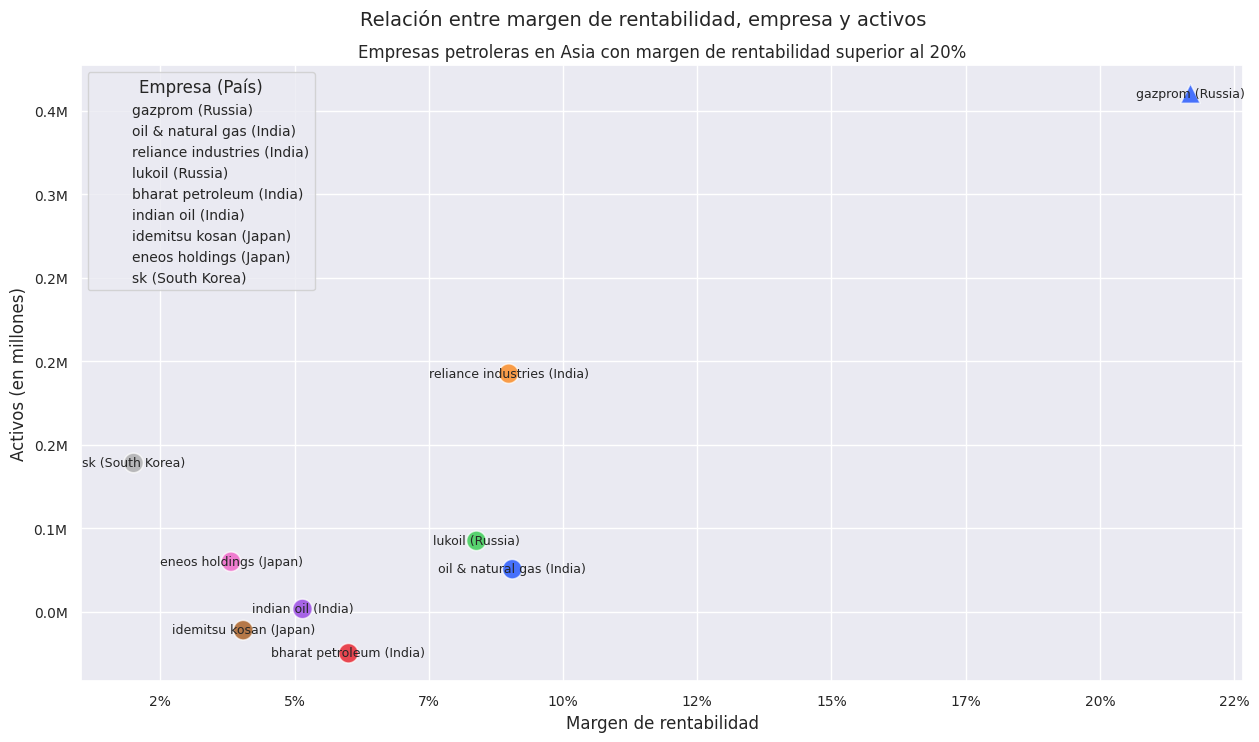 Relación entre margen de rentabilidad, empresa y activos
Empresas petroleras en Asia con margen de rentabilidad superior al 20%
Empresa (País)
gazprom (Russia)
oil & natural gas (India)
reliance industries (India)
lukoil (Russia)
bharat petroleum (India)
indian oil (India)
idemitsu kosan (Japan)
eneos holdings (Japan)
sk (South Korea)
gazprom (Russia)
reliance industries (India)
sk (South Korea)
lukoil (Russia)
eneos holdings (Japan)
oil & natural gas (India)
indian oil (India)
idemitsu kosan (Japan)
bharat petroleum (India)
Activos (en millones)
0.4M
0.3M
0.2M
0.2M
0.2M
0.1M
0.0M
2%
5%
7%
10%
12%
15%
17%
20%
22%
Margen de rentabilidad